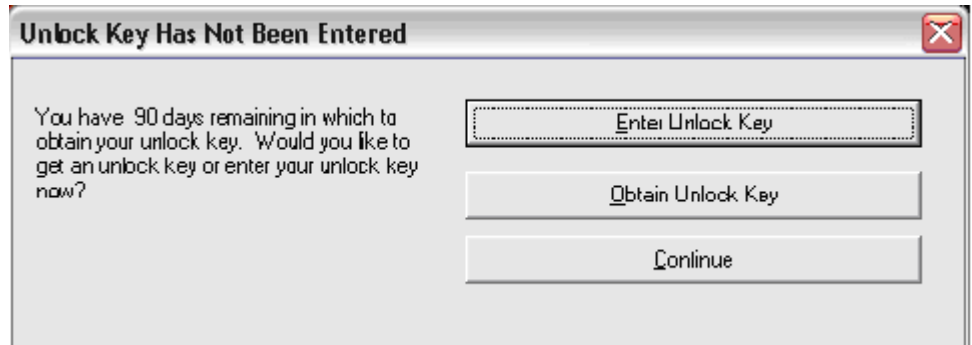 Unlock Key Has Not Been Entered
You have 90 days remaining in which to
obtain your unlock key. Would you like to
get an unlock key or enter your unlock key
now?
Enter Unlock Key
Obtain Unlock Key
Continue